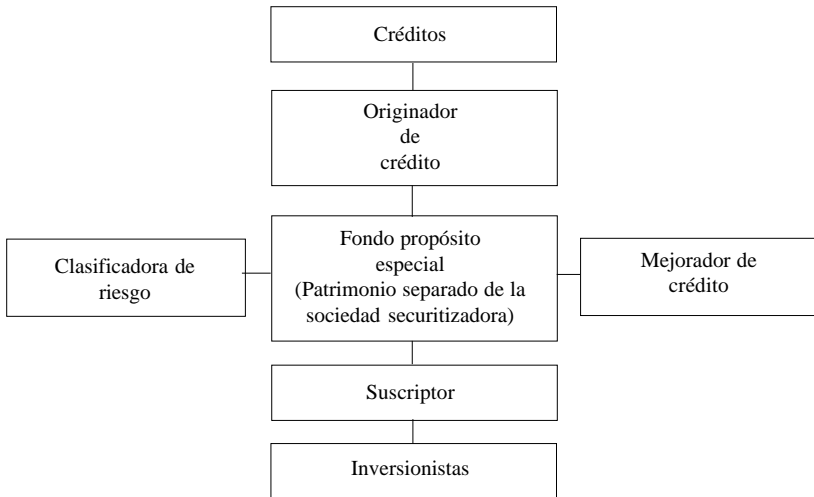 Créditos
Originador
de
crédito
Fondo propósito
especial
(Patrimonio separado de la
sociedad securitizadora)
Clasificadora de
riesgo
Mejorador de
crédito
Suscriptor
Inversionistas